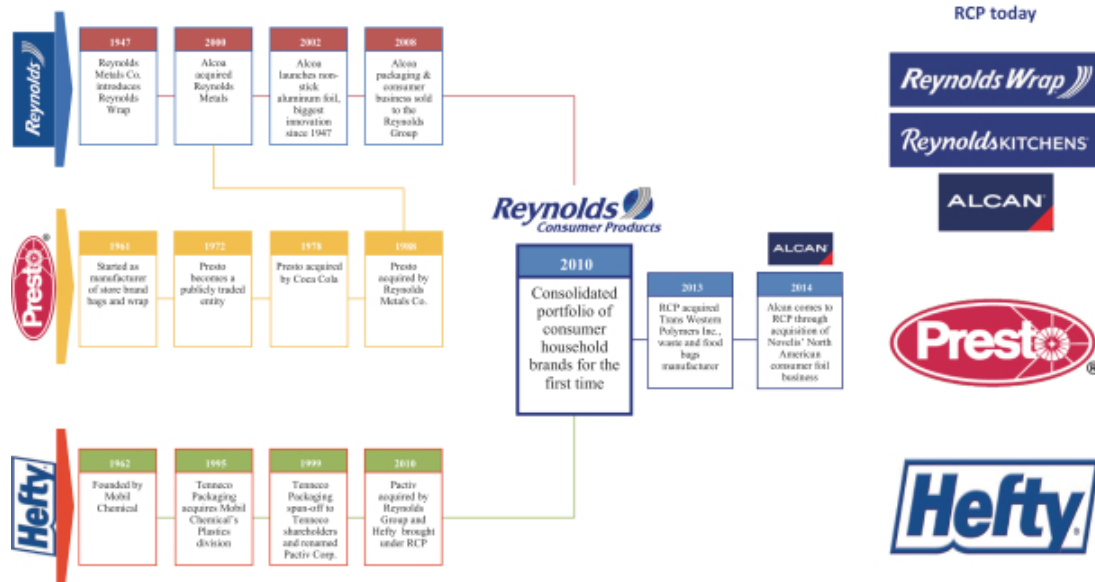 RCP today
Reynolds
1947
Reynolds
Metals Co.
introduces
Reynolds
Wrap
2000
Alcoa
acquired
Reynolds
Metals
2002
Alcoa
launches non-
stick
aluminum foil,
biggest
innovation
since 1947
2008
Alcoa
packaging &
consumer
business sold
to the
Reynolds
Group
Reynolds Wrap
Reynolds KITCHENS
ALCAN
Presto®
1961
Started as
manufacturer
of store brand
bags and wrap
1972
Presto
becomes a
publicly traded
entity
1978
Presto acquired
by Coca Cola
1988
Presto
acquired by
Reynolds
Metals Co.
Reynolds
Consumer Products
2010
Consolidated
portfolio of
consumer
household
brands for the
first time
2013
RCP acquired
Trans Western
Polymers Inc.,
waste and food
bags
manufacturer
ALCAN
2014
Alcan comes to
RCP through
acquisition of
Novelis' North
American
consumer foil
business
Presto®
Hefty
1962
Founded by
Mobil
Chemical
1995
Tenneco
Packaging
acquires Mobil
Chemical's
Plastics
division
1999
Tenneco
Packaging
spun-off to
Tenneco
shareholders
and renamed
Pactiv Corp.
2010
Pactiv
acquired by
Reynolds
Group and
Hefty brought
under RCP
Hefty